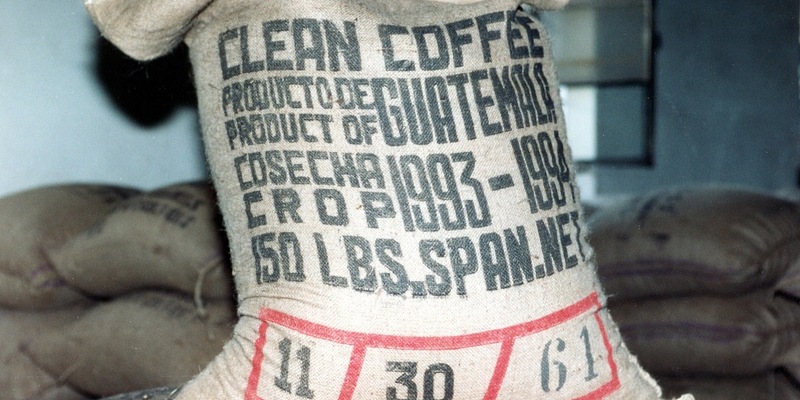 CLEAN COFFEE
PRODUCTO DE GUATEMALA
PRODUCT OF
COSECHA 1993-1994
CROP
150 LBS.SPAN.NET
11 30 61